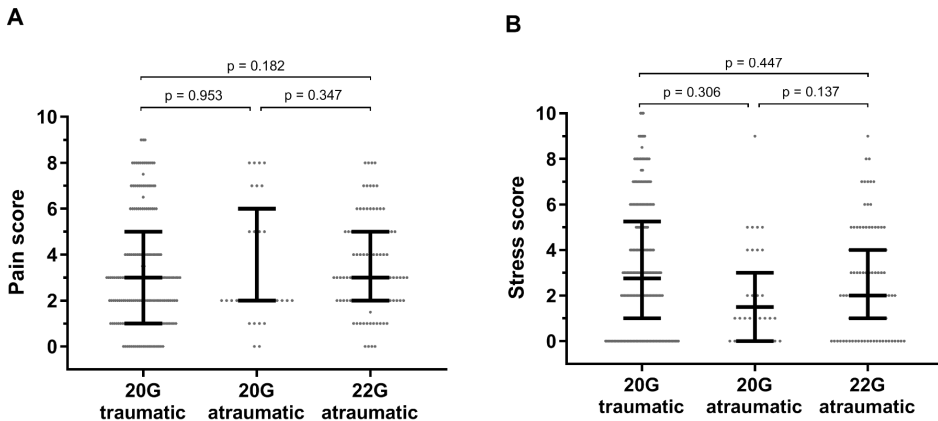 A
p = 0.182
p = 0.953
p = 0.347
10
8
6
4
2
0
Pain score
20G
traumatic
20G
atraumatic
22G
atraumatic
B
p = 0.447
p = 0.306
p = 0.137
10
8
6
4
2
0
Stress score
20G
traumatic
20G
atraumatic
22G
atraumatic